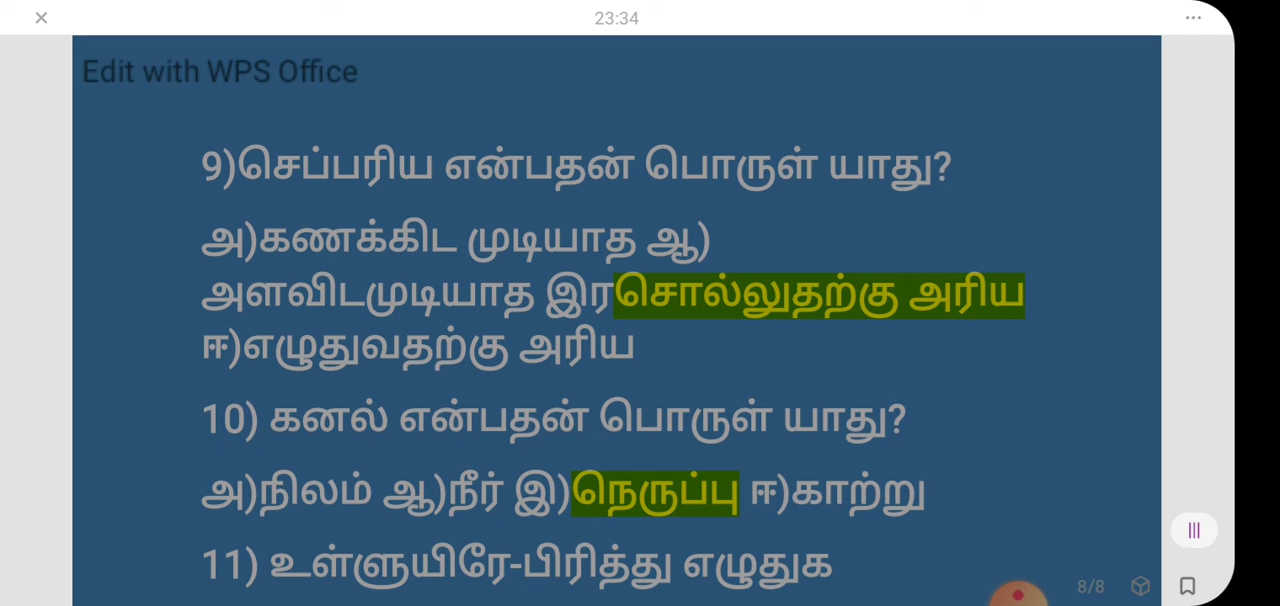 23:34
Edit with WPS Office
9)செப்பரிய என்பதன் பொருள் யாது?
அ)கணக்கிட முடியாத ஆ)
அளவிடமுடியாத இரசொல்லுதற்கு அரிய
ஈ)எழுதுவதற்கு அரிய
10) கனல் என்பதன் பொருள் யாது?
அ)நிலம் ஆ)நீர் இ)நெருப்பு ஈ)காற்று
11) உள்ளுயிரே-பிரித்து எழுதுக
8/8